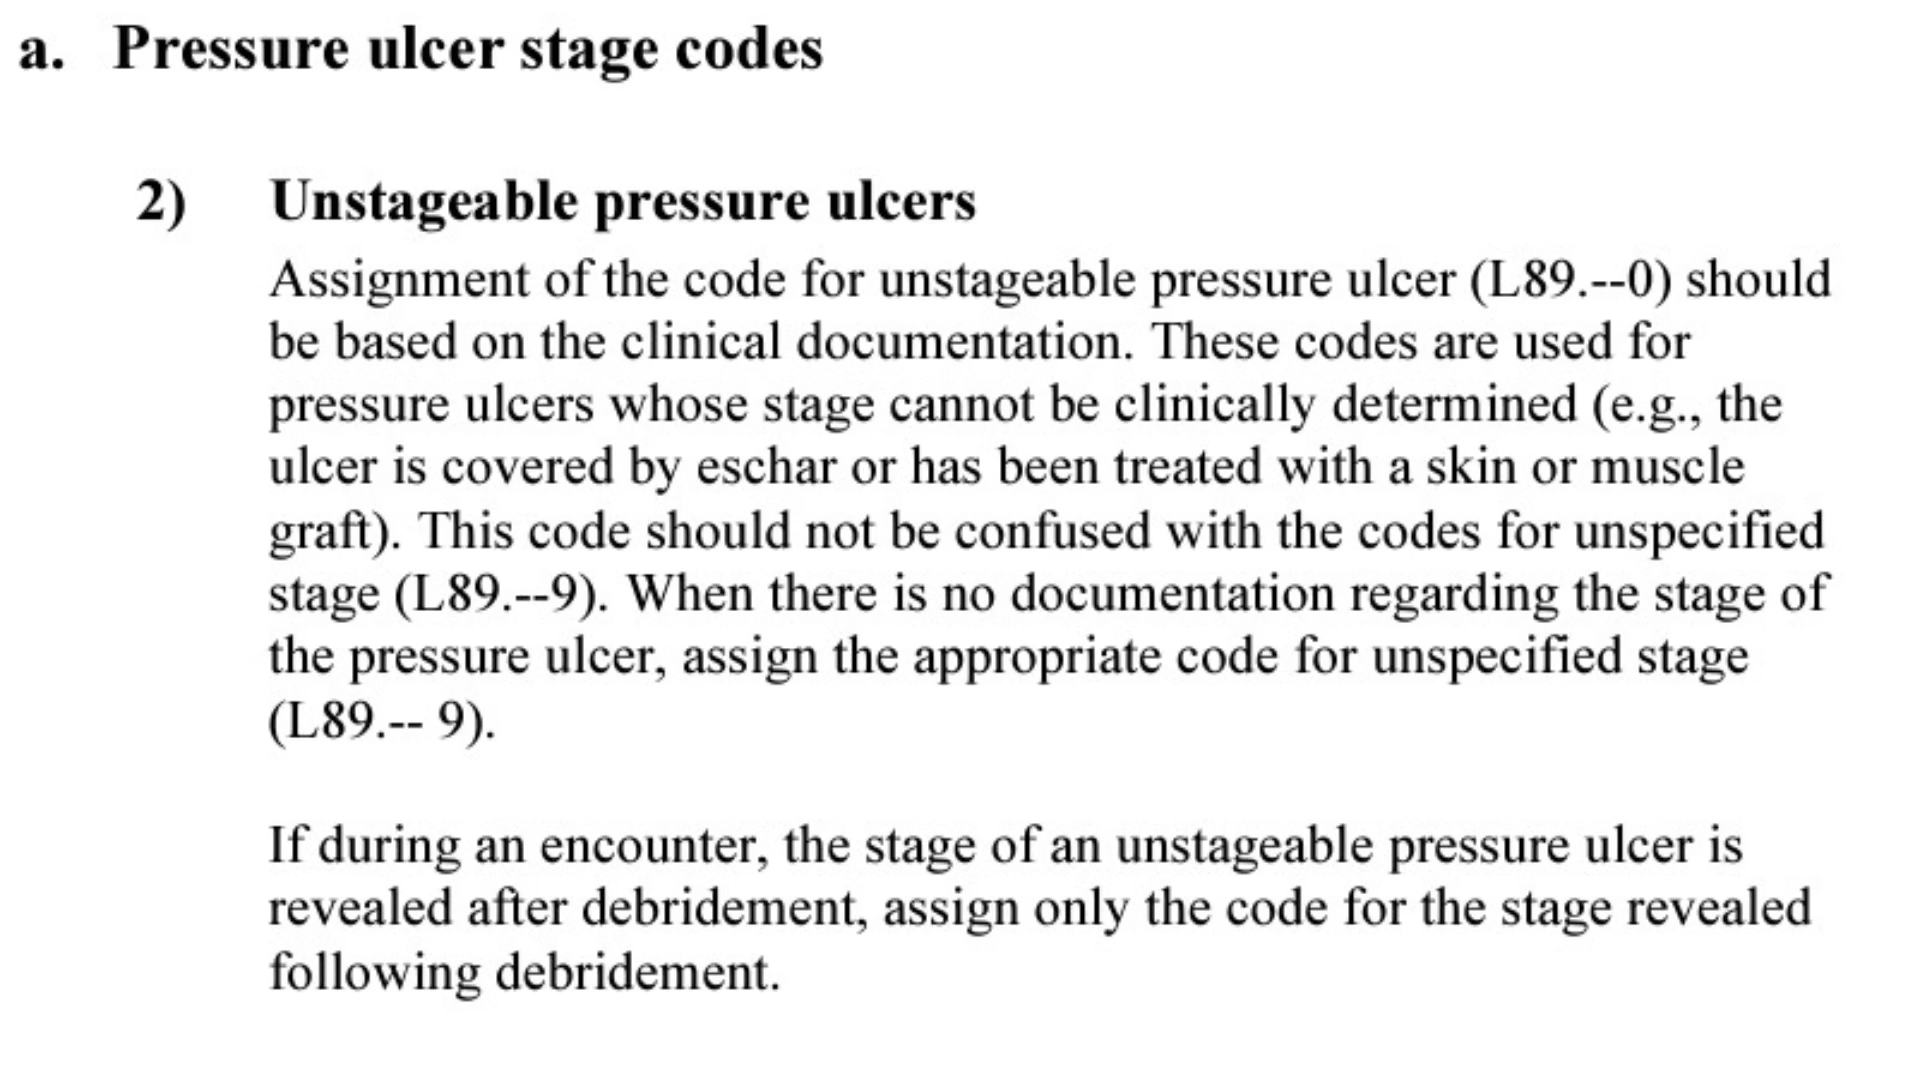 a. Pressure ulcer stage codes
2) Unstageable pressure ulcers
Assignment of the code for unstageable pressure ulcer (L89.--0) should
be based on the clinical documentation. These codes are used for
pressure ulcers whose stage cannot be clinically determined (e.g., the
ulcer is covered by eschar or has been treated with a skin or muscle
graft). This code should not be confused with the codes for unspecified
stage (L89.--9). When there is no documentation regarding the stage of
the pressure ulcer, assign the appropriate code for unspecified stage
(L89.-- 9).
If during an encounter, the stage of an unstageable pressure ulcer is
revealed after debridement, assign only the code for the stage revealed
following debridement.